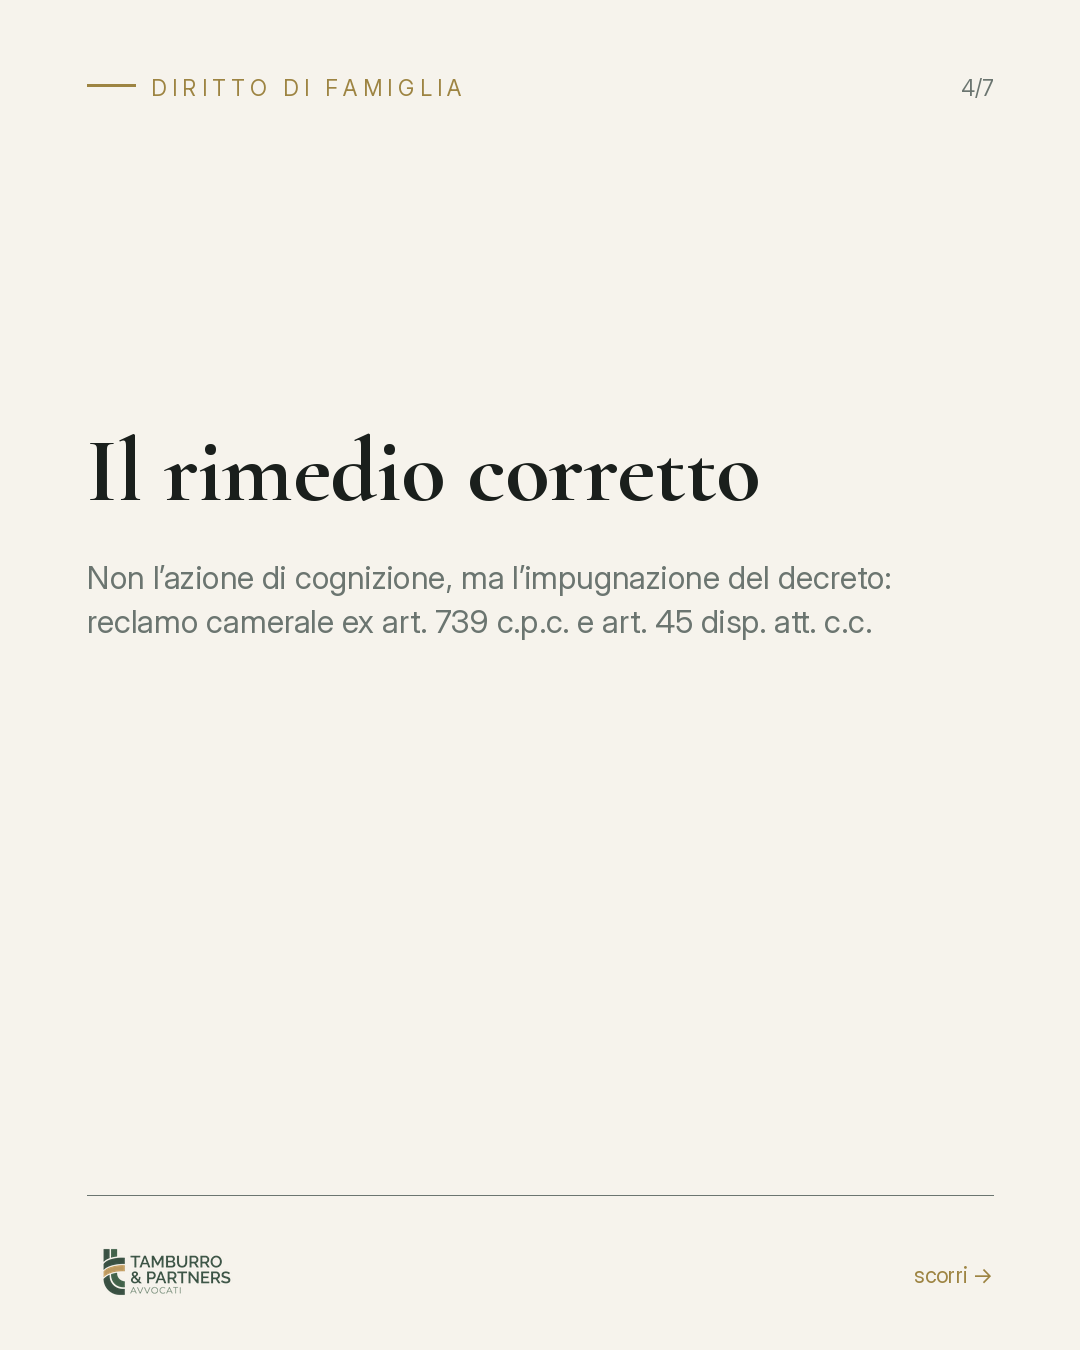 DIRITTO DI FAMIGLIA
4/7
Il rimedio corretto
Non l’azione di cognizione, ma l’impugnazione del decreto:
reclamo camerale ex art. 739 c.p.c. e art. 45 disp. att. c.c.
TAMBURRO
& PARTNERS
AVVOCATI
scorri →